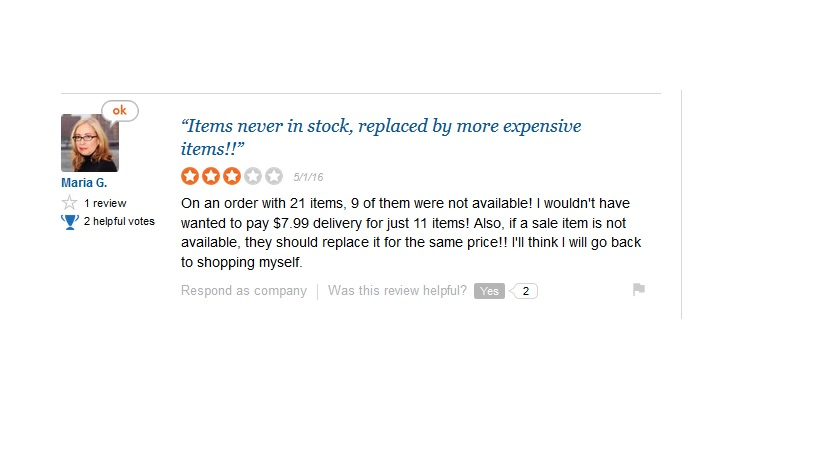 ok
“Items never in stock, replaced by more expensive
items!!”
5/1/16
Maria G.
1 review
2 helpful votes
On an order with 21 items, 9 of them were not available! I wouldn't have
wanted to pay $7.99 delivery for just 11 items! Also, if a sale item is not
available, they should replace it for the same price!! I'll think I will go back
to shopping myself.
Respond as company
Was this review helpful? Yes 2